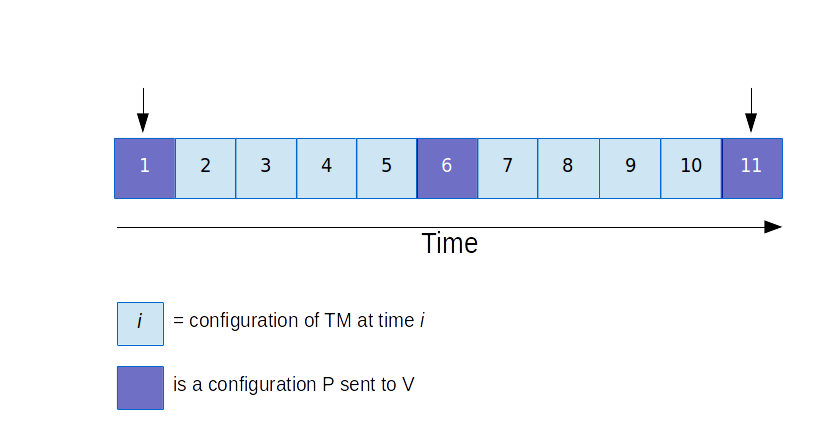 1 2 3 4 5 6 7 8 9 10 11
Time
i = configuration of TM at time i
is a configuration P sent to V